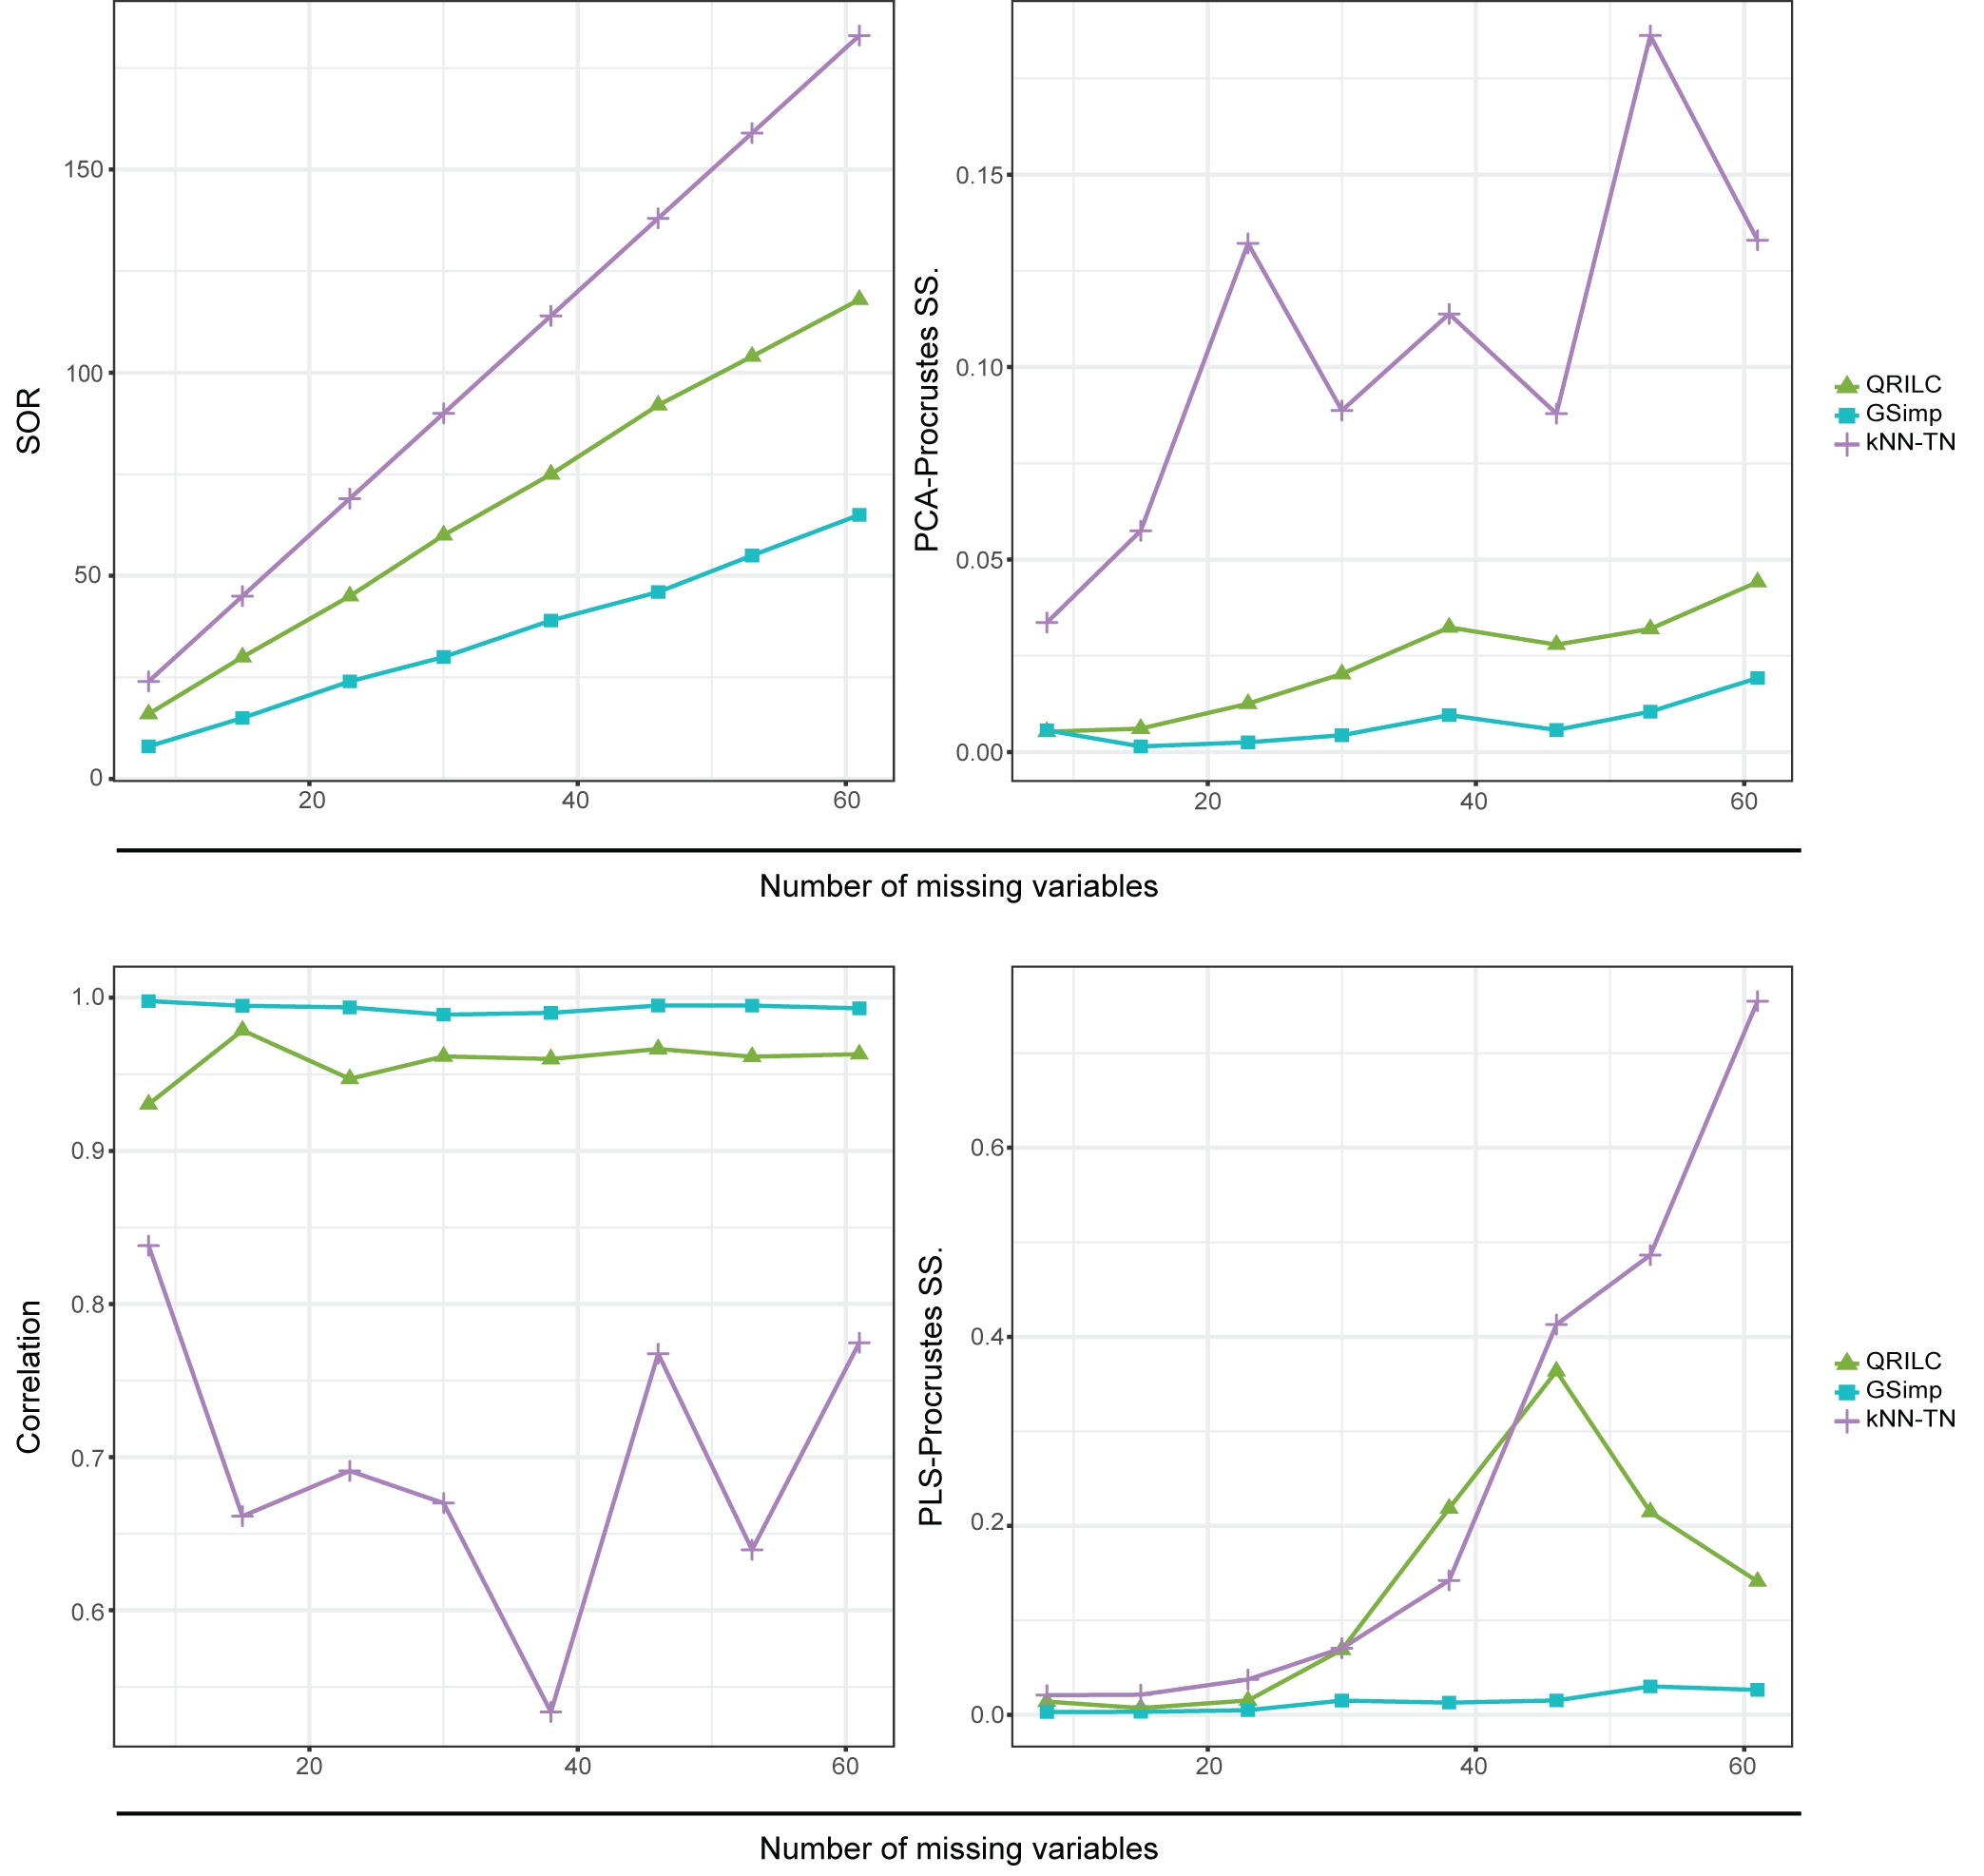 SOR
150
100
50
0
20 40 60
PCA-Procrustes SS.
0.15
0.10
0.05
0.00
20 40 60
QRILC
GSimp
kNN-TN
Number of missing variables
Correlation
1.0
0.9
0.8
0.7
0.6
20 40 60
PLS-Procrustes SS.
0.6
0.4
0.2
0.0
20 40 60
QRILC
GSimp
kNN-TN
Number of missing variables